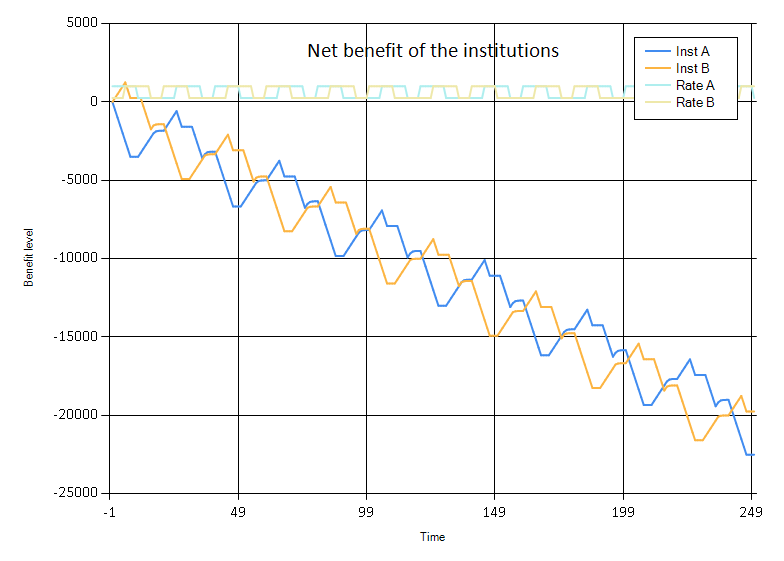 Net benefit of the institutions
Inst A
Inst B
Rate A
Rate B
5000
0
-5000
-10000
-15000
-20000
-25000
Benefit level
-1 49 99 149 199 249
Time